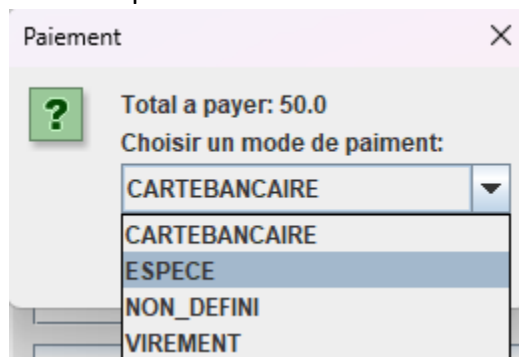 Paiement
?
Total a payer: 50.0
Choisir un mode de paiment:
CARTEBANCAIRE
CARTEBANCAIRE
ESPECE
NON_DEFINI
VIREMENT